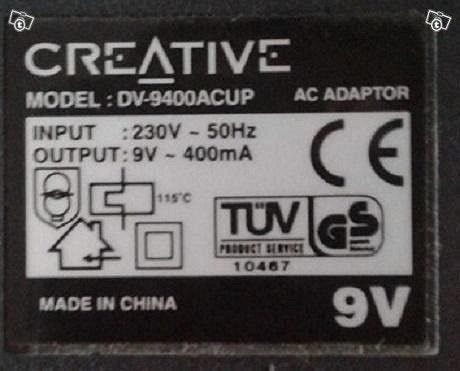 CREATIVE
MODEL : DV-9400ACUP AC ADAPTOR
INPUT : 230V ~ 50Hz
OUTPUT : 9V ~ 400mA
CE
115°C
TÜV GS
PRODUCT SERVICE
10467
MADE IN CHINA 9V